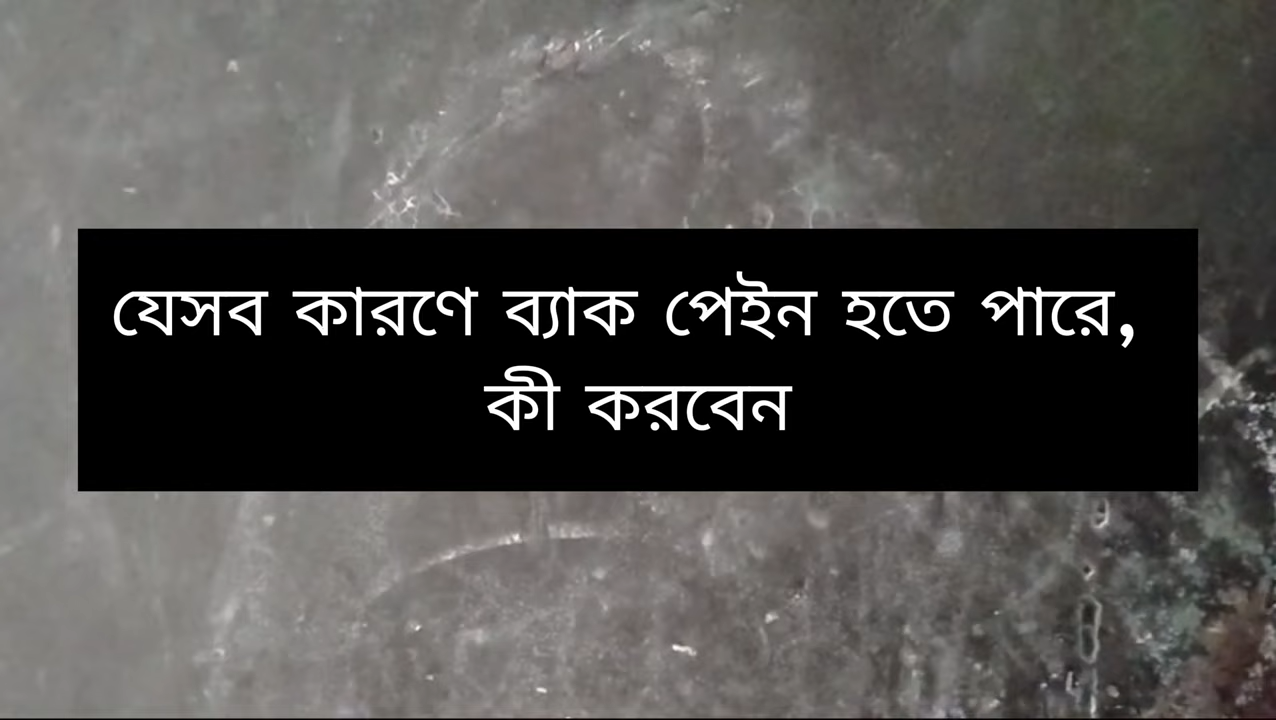 যেসব কারণে ব্যাক পেইন হতে পারে,
কী করবেন